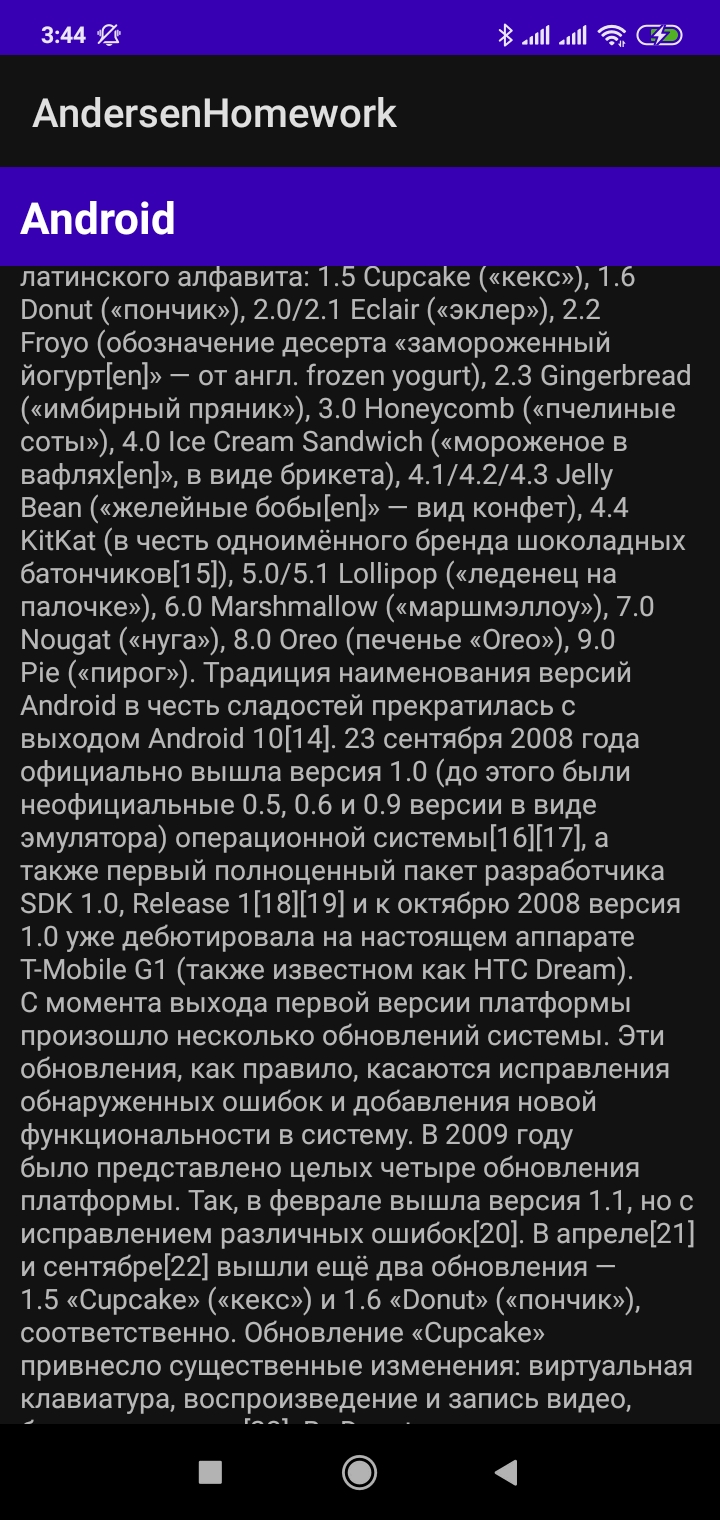 3:44
AndersenHomework
Android
латинского алфавита: 1.5 Cupcake («кекс»), 1.6
Donut («пончик»), 2.0/2.1 Eclair («эклер»), 2.2
Froyo (обозначение десерта «замороженный
йогурт[en]» — от англ. frozen yogurt), 2.3 Gingerbread
(«имбирный пряник»), 3.0 Honeycomb («пчелиные
соты»), 4.0 Ice Cream Sandwich («мороженое в
вафлях[en]», в виде брикета), 4.1/4.2/4.3 Jelly
Bean («желейные бобы[en]» — вид конфет), 4.4
KitKat (в честь одноимённого бренда шоколадных
батончиков[15]), 5.0/5.1 Lollipop («леденец на
палочке»), 6.0 Marshmallow («маршмэллоу»), 7.0
Nougat («нуга»), 8.0 Oreo (печенье «Oreo»), 9.0
Pie («пирог»). Традиция наименования версий
Android в честь сладостей прекратилась с
выходом Android 10[14]. 23 сентября 2008 года
официально вышла версия 1.0 (до этого были
неофициальные 0.5, 0.6 и 0.9 версии в виде
эмулятора) операционной системы[16][17], а
также первый полноценный пакет разработчика
SDK 1.0, Release 1[18][19] и к октябрю 2008 версия
1.0 уже дебютировала на настоящем аппарате
T-Mobile G1 (также известном как HTC Dream).
С момента выхода первой версии платформы
произошло несколько обновлений системы. Эти
обновления, как правило, касаются исправления
обнаруженных ошибок и добавления новой
функциональности в систему. В 2009 году
было представлено целых четыре обновления
платформы. Так, в феврале вышла версия 1.1, но с
исправлением различных ошибок[20]. В апреле[21]
и сентябре[22] вышли ещё два обновления —
1.5 «Cupcake» («кекс») и 1.6 «Donut» («пончик»),
соответственно. Обновление «Cupcake»
привнесло существенные изменения: виртуальная
клавиатура, воспроизведение и запись видео,